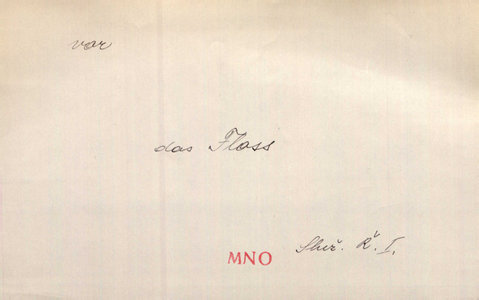 vor
das Floss
MNO
R. I.